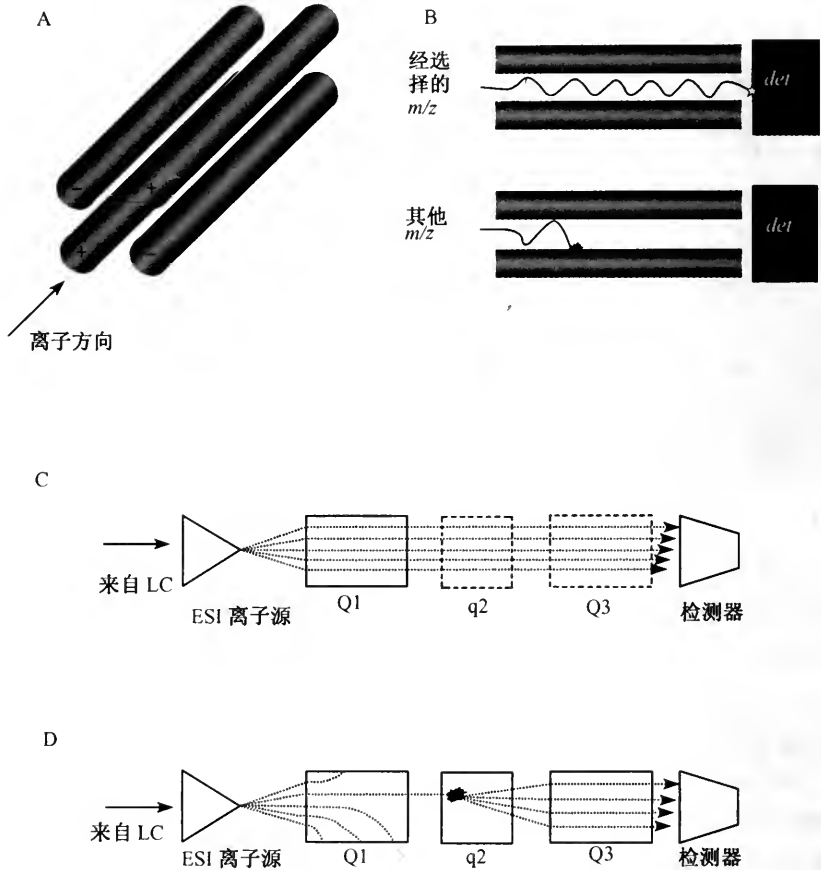 A
-
+
+
-
离子方向
B
经选
择的
m/z
det
其他
m/z
det
C
来自 LC
ESI 离子源
Q1
q2
Q3
检测器
D
来自 LC
ESI 离子源
Q1
q2
Q3
检测器